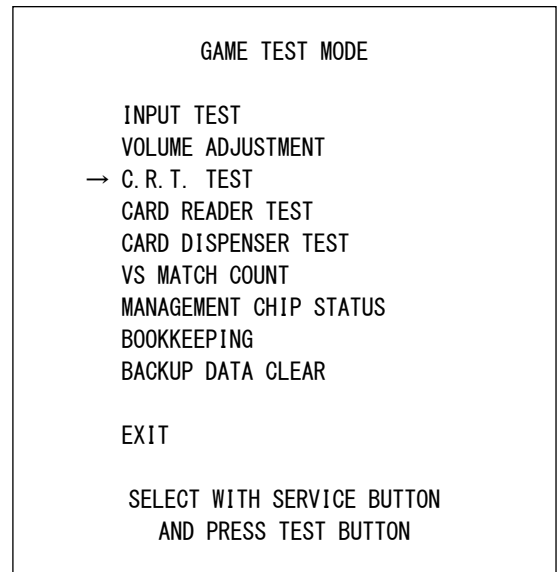 GAME TEST MODE
INPUT TEST
VOLUME ADJUSTMENT
→ C.R.T. TEST
CARD READER TEST
CARD DISPENSER TEST
VS MATCH COUNT
MANAGEMENT CHIP STATUS
BOOKKEEPING
BACKUP DATA CLEAR
EXIT
SELECT WITH SERVICE BUTTON
AND PRESS TEST BUTTON